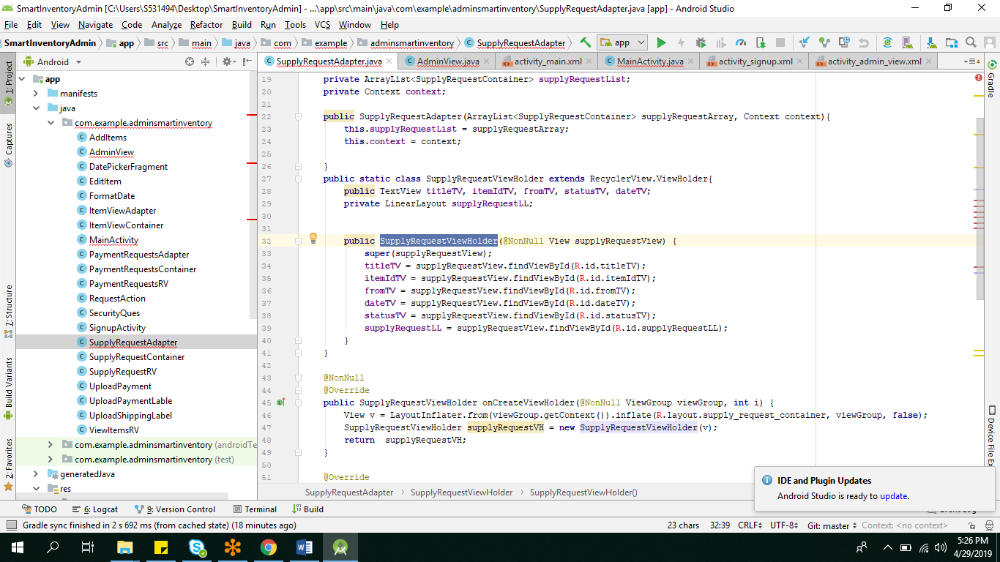 SmartInventoryAdmin [C:\Users\S531494\Desktop\SmartInventoryAdmin] - ...\app\src\main\java\com\example\adminsmartinventory\SupplyRequestAdapter.java [app] - Android Studio
File Edit View Navigate Code Analyze Refactor Build Run Tools VCS Window Help
SmartInventoryAdmin app src main java com example adminsmartinventory SupplyRequestAdapter app
Android
SupplyRequestAdapter.java AdminView.java activity_main.xml MainActivity.java activity_signup.xml activity_admin_view.xml 4
1: Project
Captures
7: Structure
Build Variants
2: Favorites
app
manifests
java
com.example.adminsmartinventory
AddItems
AdminView
DatePickerFragment
EditItem
FormatDate
ItemViewAdapter
ItemViewContainer
MainActivity
PaymentRequestsAdapter
PaymentRequestsContainer
PaymentRequestsRV
RequestAction
SecurityQues
SignupActivity
SupplyRequestAdapter
SupplyRequestContainer
SupplyRequestRV
UploadPayment
UploadPaymentLable
UploadShippingLabel
ViewItemsRV
com.example.adminsmartinventory (androidTe
com.example.adminsmartinventory (test)
generatedJava
res
19 private ArrayList<SupplyRequestContainer> supplyRequestList;
20 private Context context;
21
22 public SupplyRequestAdapter(ArrayList<SupplyRequestContainer> supplyRequestArray, Context context){
23 this.supplyRequestList = supplyRequestArray;
24 this.context = context;
25
26 }
27 public static class SupplyRequestViewHolder extends RecyclerView.ViewHolder{
28 public TextView titleTV, itemIdTV, fromTV, statusTV, dateTV;
29 private LinearLayout supplyRequestLL;
30
31
32 public SupplyRequestViewHolder(@NonNull View supplyRequestView) {
33 super(supplyRequestView);
34 titleTV = supplyRequestView.findViewById(R.id.titleTV);
35 itemIdTV = supplyRequestView.findViewById(R.id.itemIdTV);
36 fromTV = supplyRequestView.findViewById(R.id.fromTV);
37 dateTV = supplyRequestView.findViewById(R.id.dateTV);
38 statusTV = supplyRequestView.findViewById(R.id.statusTV);
39 supplyRequestLL = supplyRequestView.findViewById(R.id.supplyRequestLL);
40 }
41 }
42
43 @NonNull
44 @Override
45 public SupplyRequestViewHolder onCreateViewHolder(@NonNull ViewGroup viewGroup, int i) {
46 View v = LayoutInflater.from(viewGroup.getContext()).inflate(R.layout.supply_request_container, viewGroup, false);
47 SupplyRequestViewHolder supplyRequestVH = new SupplyRequestViewHolder(v);
48 return supplyRequestVH;
49 }
50
51 @Override
SupplyRequestAdapter SupplyRequestViewHolder SupplyRequestViewHolder()
Gradle
Device File Ex
IDE and Plugin Updates
Android Studio is ready to update.
TODO 6: Logcat 9: Version Control Terminal Build
Gradle sync finished in 2 s 692 ms (from cached state) (18 minutes ago) 23 chars 32:39 CRLF UTF-8 Git: master Context: <no context>
5:26 PM
4/29/2019